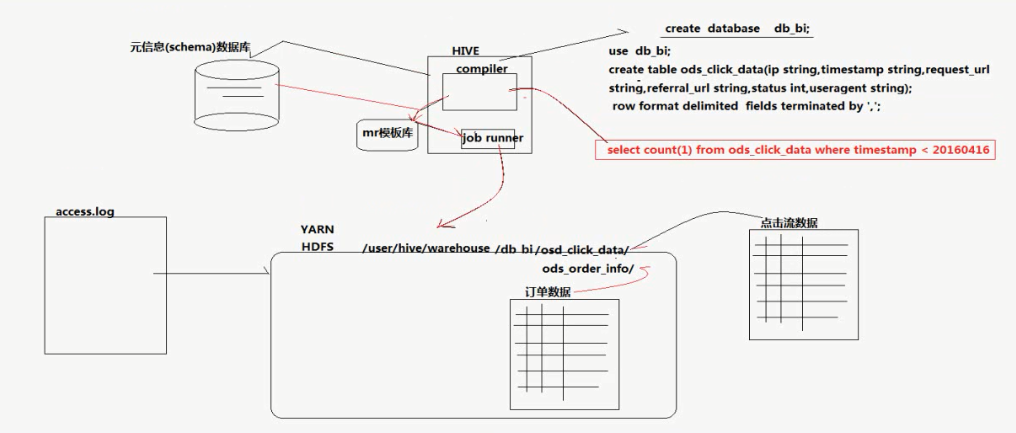 元信息(schema)数据库
HIVE
compiler
mr模板库
job runner
create database db_bi;
use db_bi;
create table ods_click_data(ip string,timestamp string,request_url
string,referral_url string,status int,useragent string);
row format delimited fields terminated by ',';
select count(1) from ods_click_data where timestamp < 20160416
access.log
YARN
HDFS
/user/hive/warehouse /db_bi /osd_click_data/
ods_order_info/
订单数据
点击流数据